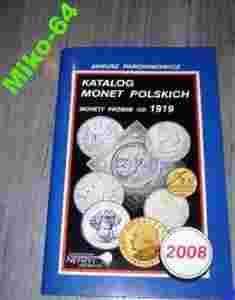 Miko-64
JANUSZ PARCHIMOWICZ
KATALOG
MONET POLSKICH
MONETY PRÓBNE OD 1919
2008